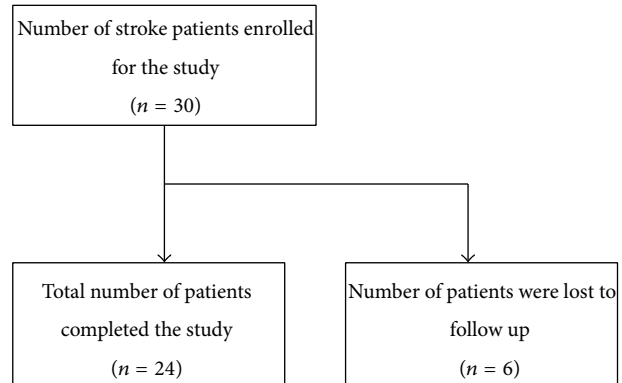 Number of stroke patients enrolled
for the study
(n = 30)
Total number of patients
completed the study
(n = 24)
Number of patients were lost to
follow up
(n = 6)